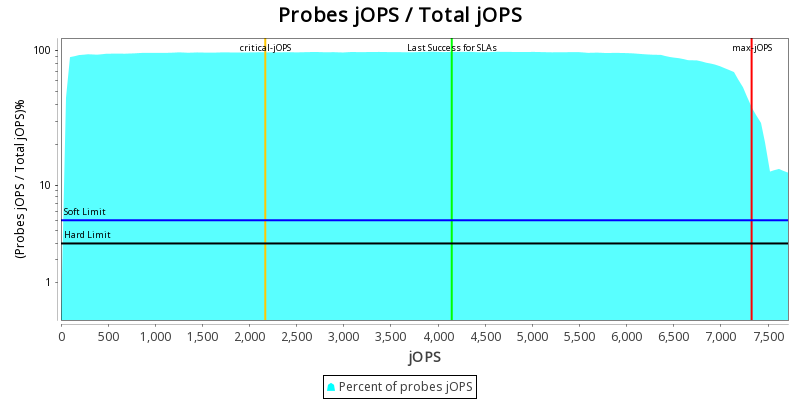 Probes jOPS / Total jOPS
critical-jOPS
Last Success for SLAs
max-jOPS
(Probes jOPS / Total jOPS)%
100
10
1
Soft Limit
Hard Limit
0
500
1,000
1,500
2,000
2,500
3,000
3,500
4,000
4,500
5,000
5,500
6,000
6,500
7,000
7,500
jOPS
Percent of probes jOPS